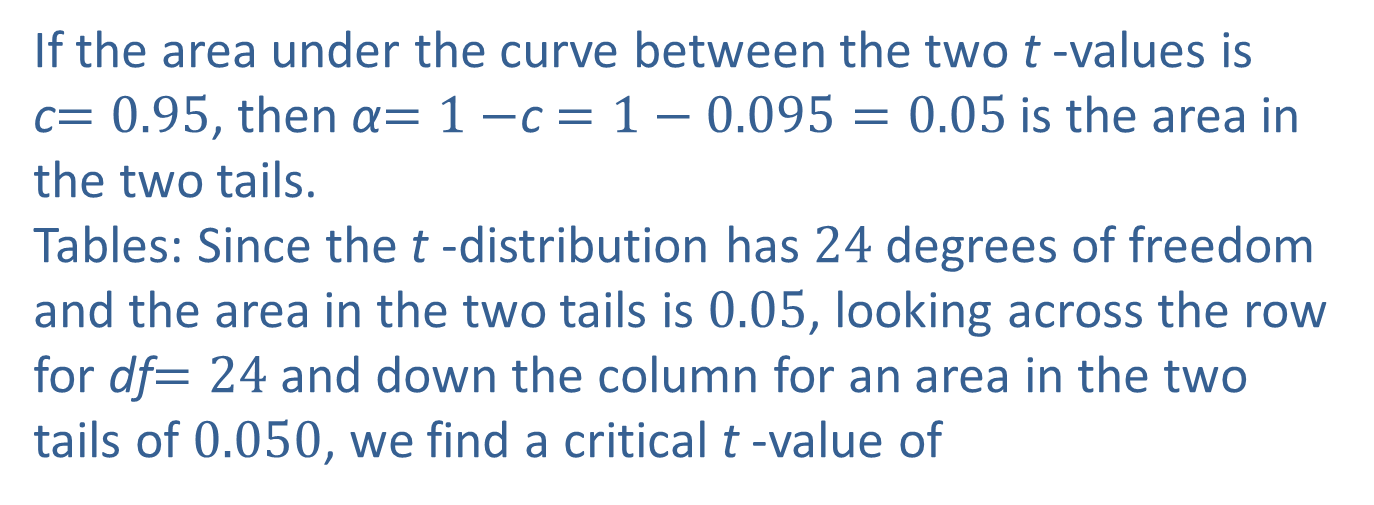 If the area under the curve between the two t -values is
c= 0.95, then α= 1 −c = 1 − 0.095 = 0.05 is the area in
the two tails.
Tables: Since the t -distribution has 24 degrees of freedom
and the area in the two tails is 0.05, looking across the row
for df= 24 and down the column for an area in the two
tails of 0.050, we find a critical t -value of